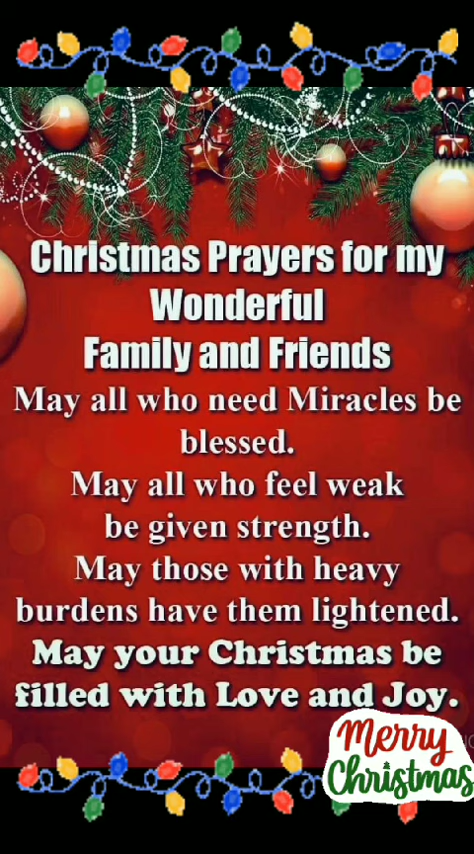 Christmas Prayers for my
Wonderful
Family and Friends
May all who need Miracles be
blessed.
May all who feel weak
be given strength.
May those with heavy
burdens have them lightened.
May your Christmas be
filled with Love and Joy.
Merry
Christmas